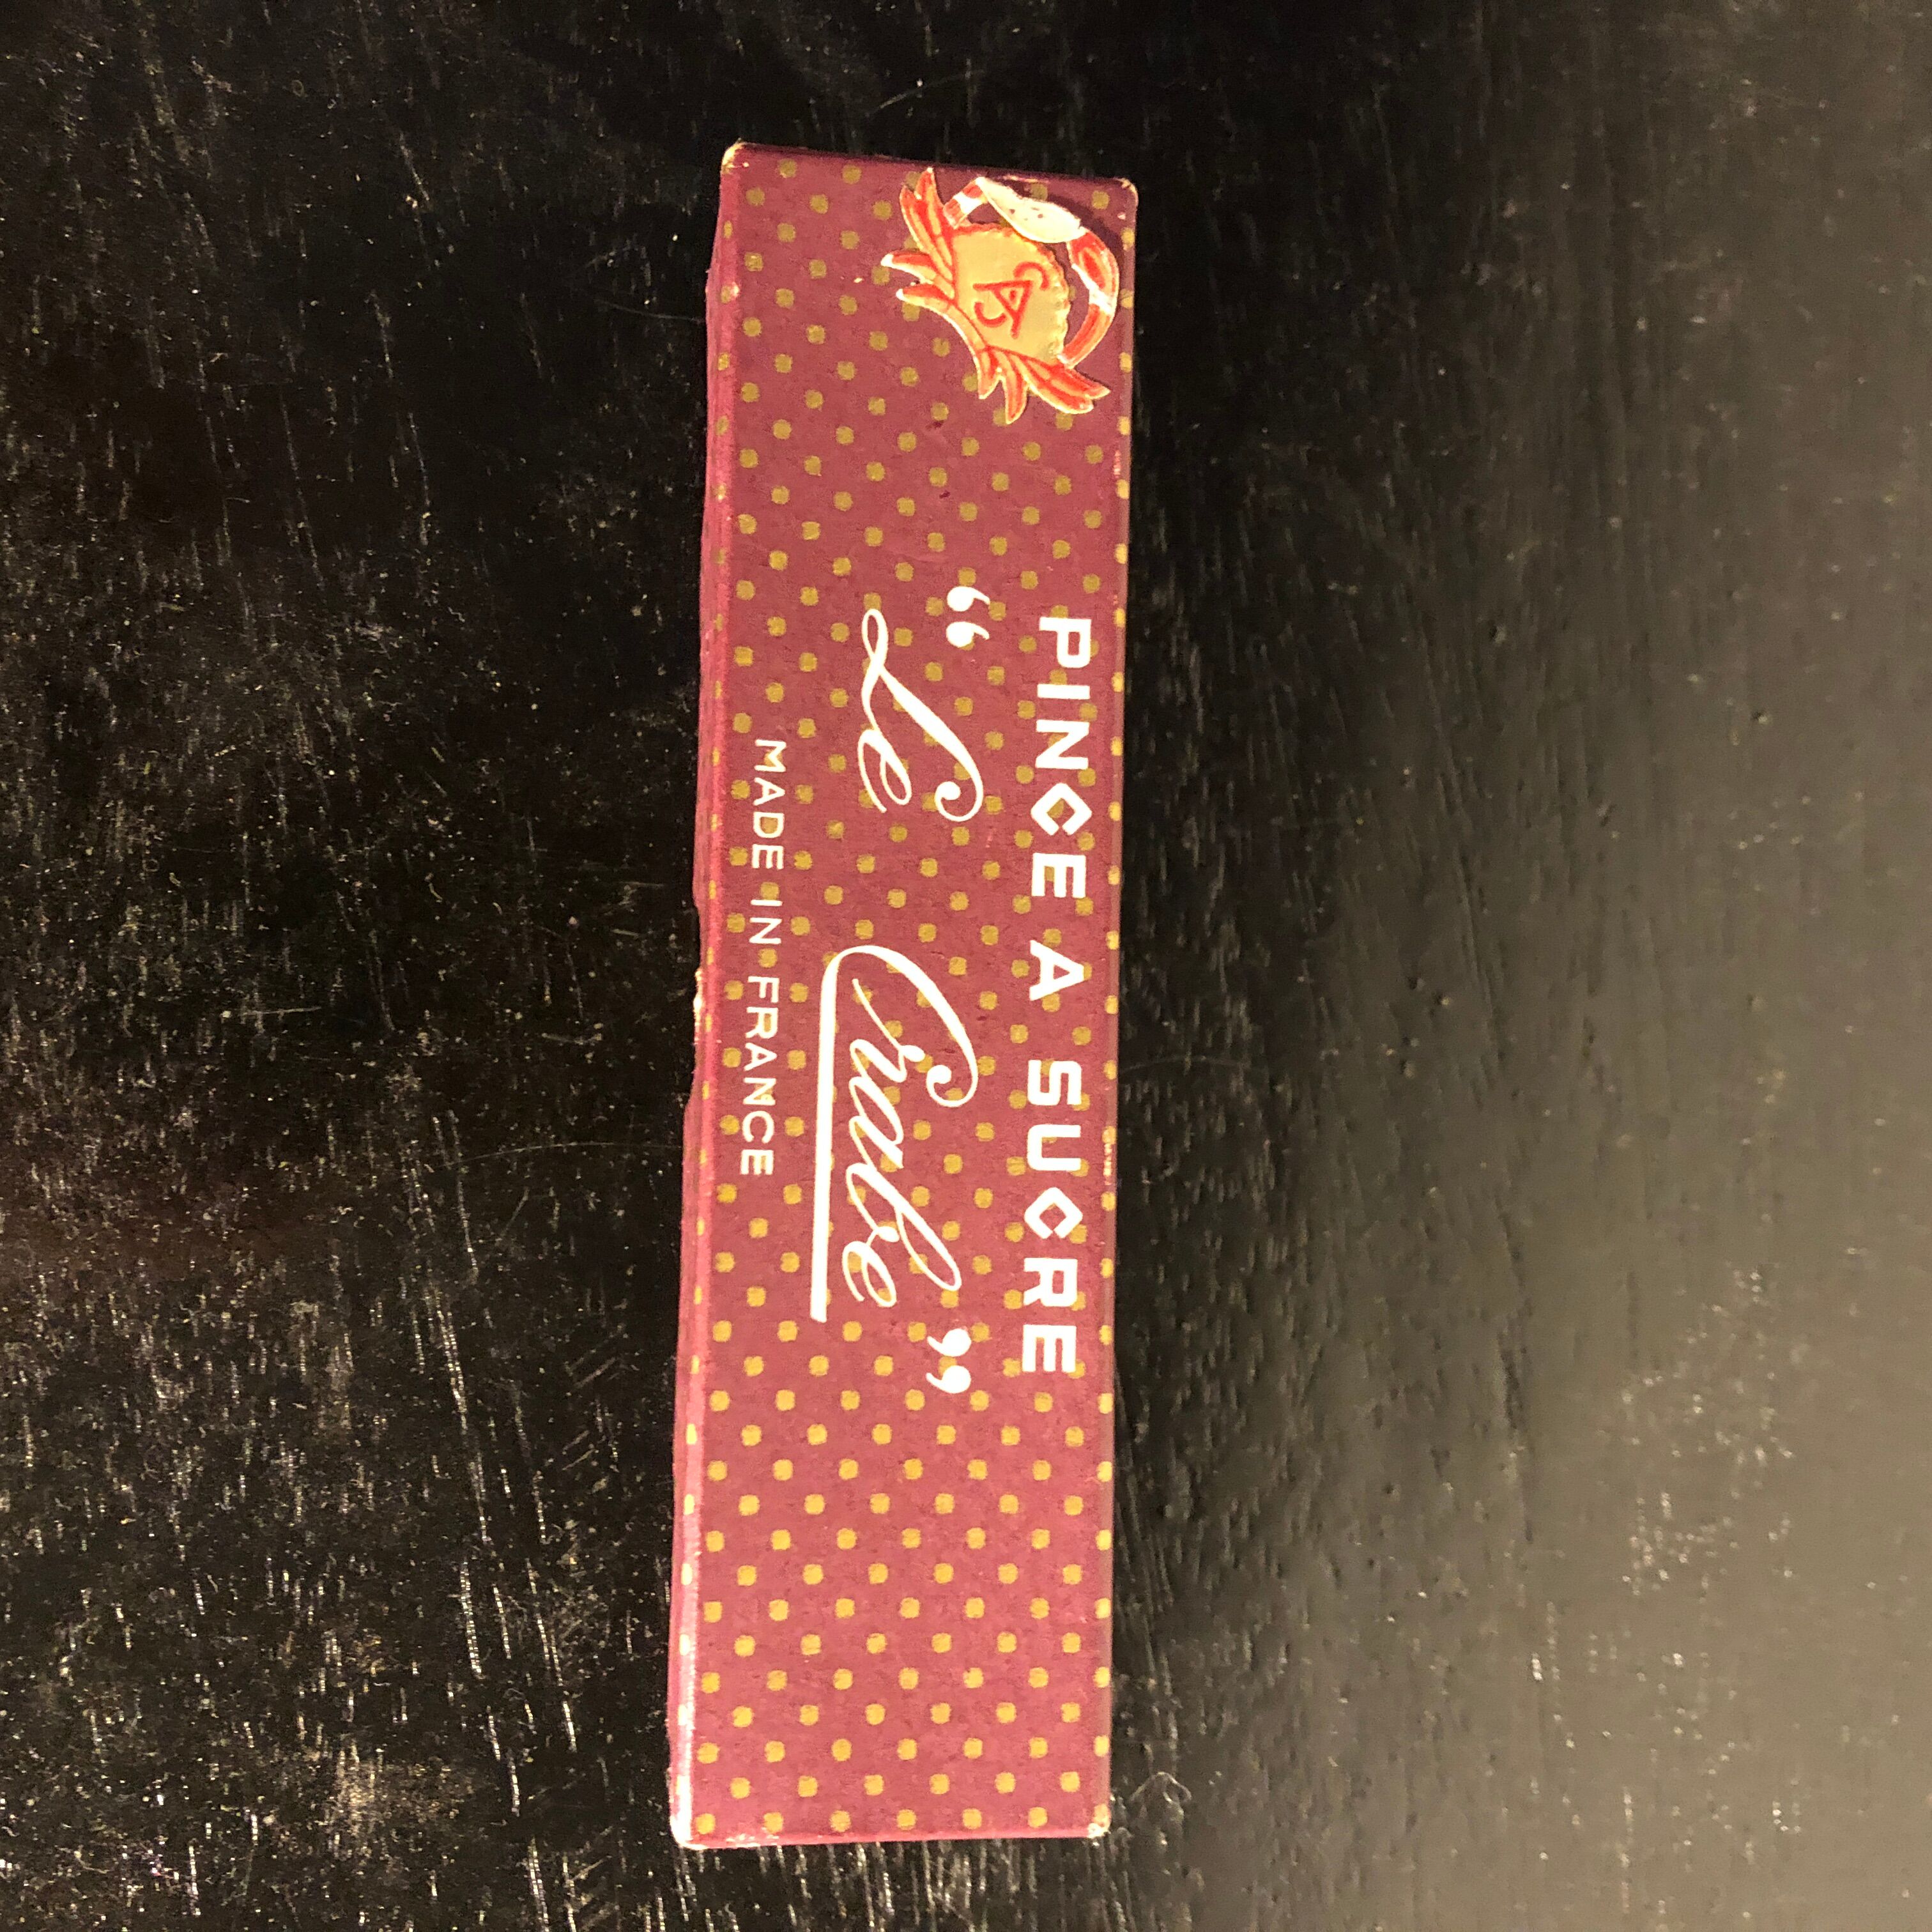 PINCE A SUCRE
“Le Crabe”
MADE IN FRANCE